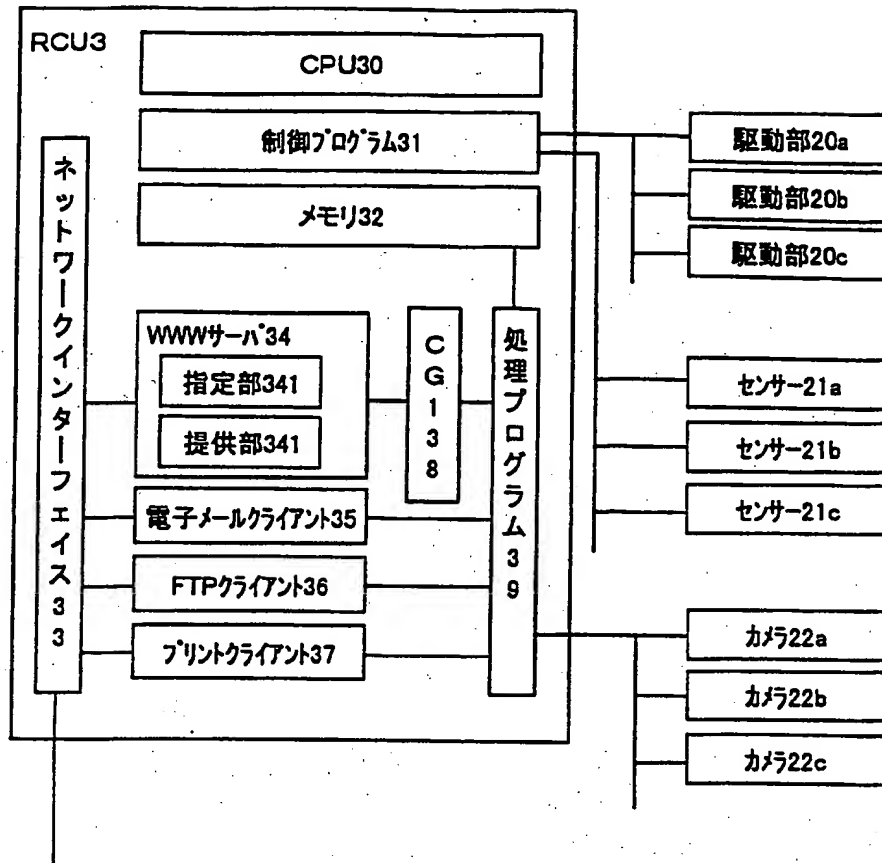 RCU3
CPU30
制御プログラム31
メモリ32
ネットワークインターフェイス33
WWWサーバ34
指定部341
提供部341
CG138
処理プログラム39
電子メールクライアント35
FTPクライアント36
プリントクライアント37
駆動部20a
駆動部20b
駆動部20c
センサー21a
センサー21b
センサー21c
カメラ22a
カメラ22b
カメラ22c